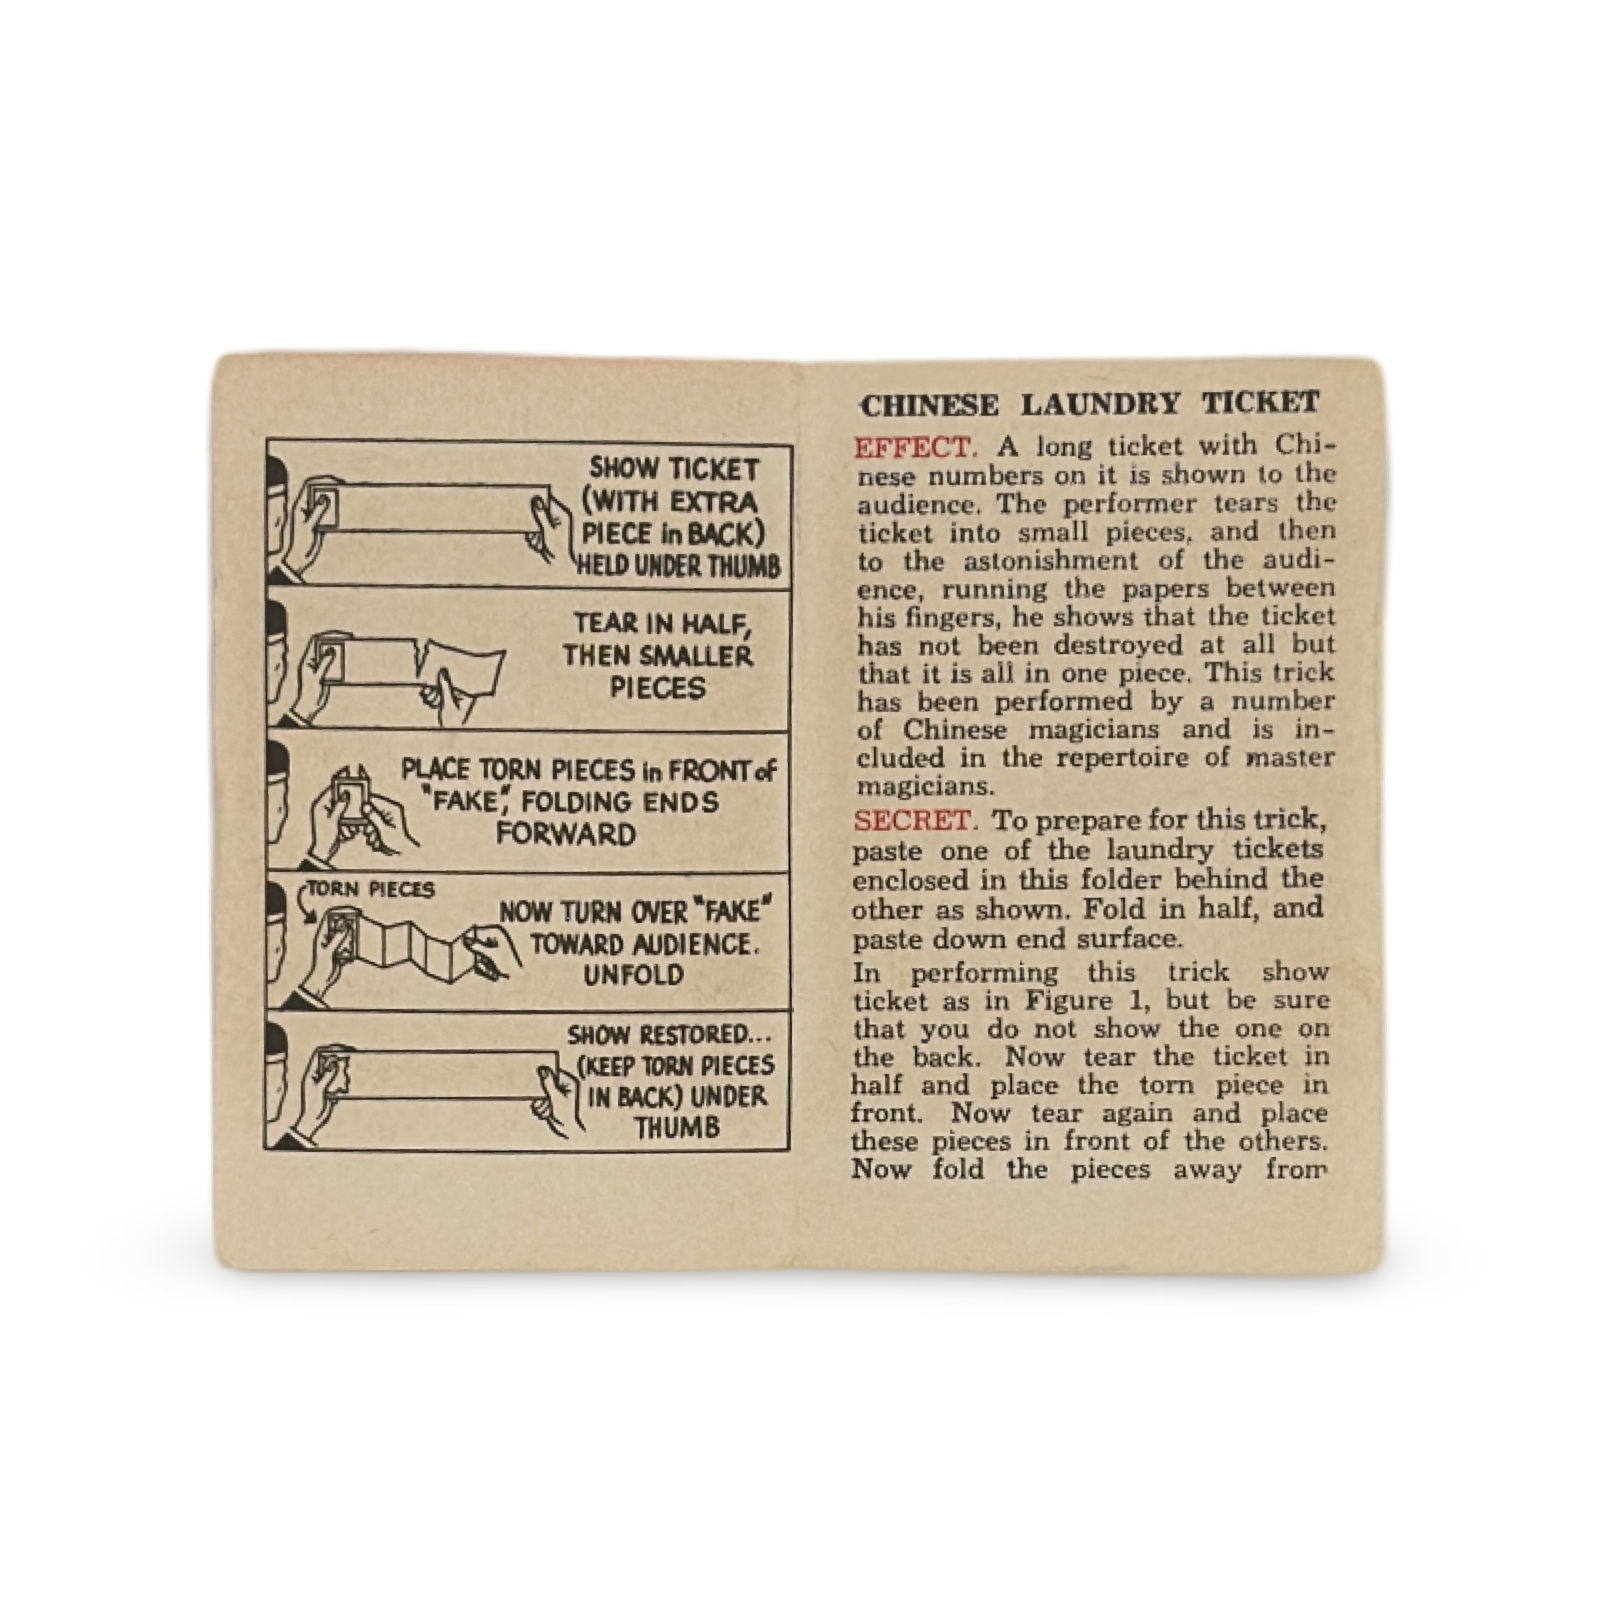 SHOW TICKET
(WITH EXTRA
PIECE in BACK)
HELD UNDER THUMB
TEAR IN HALF,
THEN SMALLER
PIECES
PLACE TORN PIECES in FRONT of
"FAKE", FOLDING ENDS
FORWARD
TORN PIECES
NOW TURN OVER "FAKE"
TOWARD AUDIENCE.
UNFOLD
SHOW RESTORED...
(KEEP TORN PIECES
IN BACK) UNDER
THUMB
CHINESE LAUNDRY TICKET
EFFECT. A long ticket with Chi-
nese numbers on it is shown to the
audience. The performer tears the
ticket into small pieces, and then
to the astonishment of the audi-
ence, running the papers between
his fingers, he shows that the ticket
has not been destroyed at all but
that it is all in one piece. This trick
has been performed by a number
of Chinese magicians and is in-
cluded in the repertoire of master
magicians.
SECRET. To prepare for this trick,
paste one of the laundry tickets
enclosed in this folder behind the
other as shown. Fold in half, and
paste down end surface.
In performing this trick show
ticket as in Figure 1, but be sure
that you do not show the one on
the back. Now tear the ticket in
half and place the torn piece in
front. Now tear again and place
these pieces in front of the others.
Now fold the pieces away from